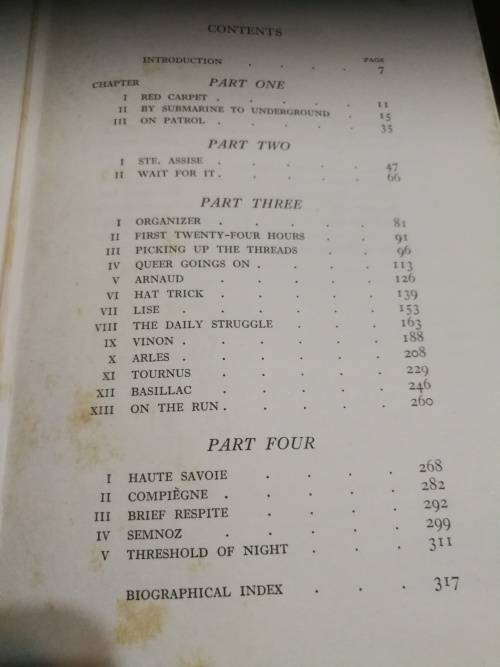 CONTENTS
PAGE
INTRODUCTION . . . . 7
CHAPTER PART ONE
I RED CARPET . . . . . 11
II BY SUBMARINE TO UNDERGROUND . . 15
III ON PATROL . . . . . 35
PART TWO
I STE. ASSISE . . . . . 47
II WAIT FOR IT . . . . . 66
PART THREE
I ORGANIZER . . . . . 81
II FIRST TWENTY-FOUR HOURS . . 91
III PICKING UP THE THREADS . . 96
IV QUEER GOINGS ON . . . . 113
V ARNAUD . . . . . 126
VI HAT TRICK . . . . . 139
VII LISE . . . . . 153
VIII THE DAILY STRUGGLE . . . 163
IX VINON . . . . . 188
X ARLES . . . . . 208
XI TOURNUS . . . . . 229
XII BASILLAC . . . . . 246
XIII ON THE RUN . . . . . 260
PART FOUR
I HAUTE SAVOIE . . . . 268
II COMPIÈGNE . . . . . 282
III BRIEF RESPITE . . . . 292
IV SEMNOZ . . . . . 299
V THRESHOLD OF NIGHT . . . 311
BIOGRAPHICAL INDEX . . . 317